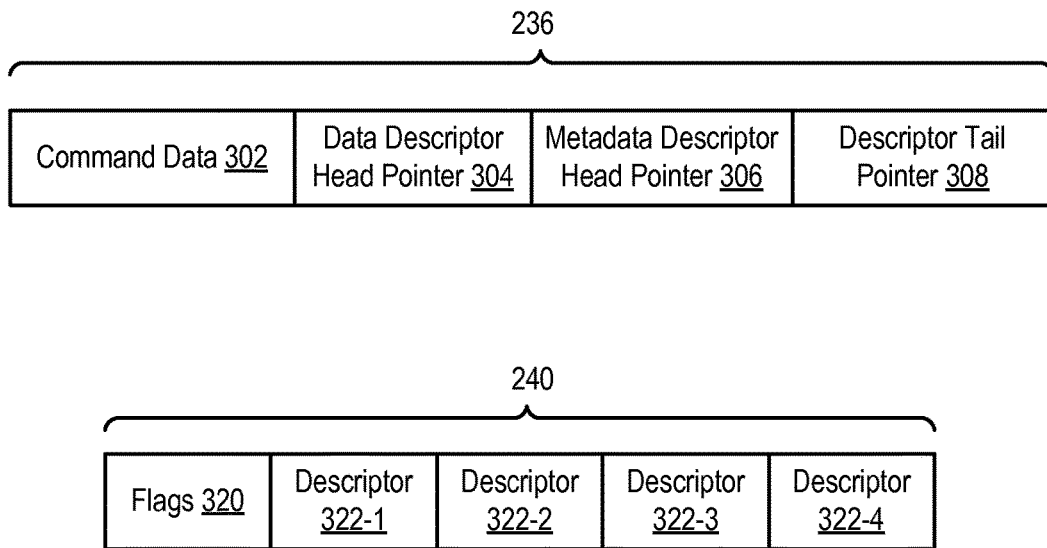 236
Command Data 302
Data Descriptor
Head Pointer 304
Metadata Descriptor
Head Pointer 306
Descriptor Tail
Pointer 308
240
Flags 320
Descriptor
322-1
Descriptor
322-2
Descriptor
322-3
Descriptor
322-4